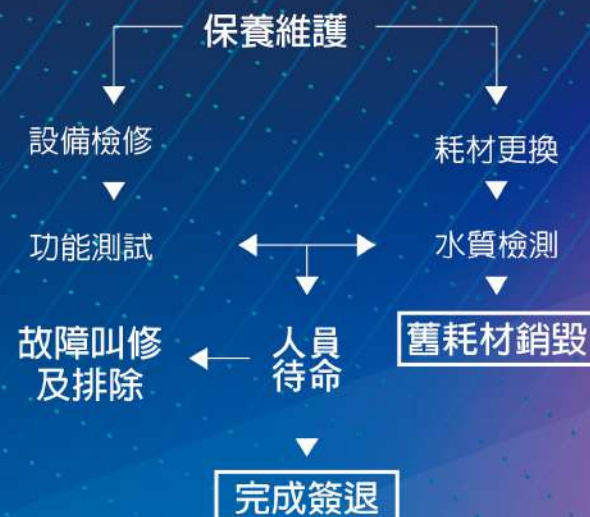 保養維護
設備檢修
耗材更換
功能測試
水質檢測
故障叫修
及排除
人員
待命
舊耗材銷毀
完成簽退